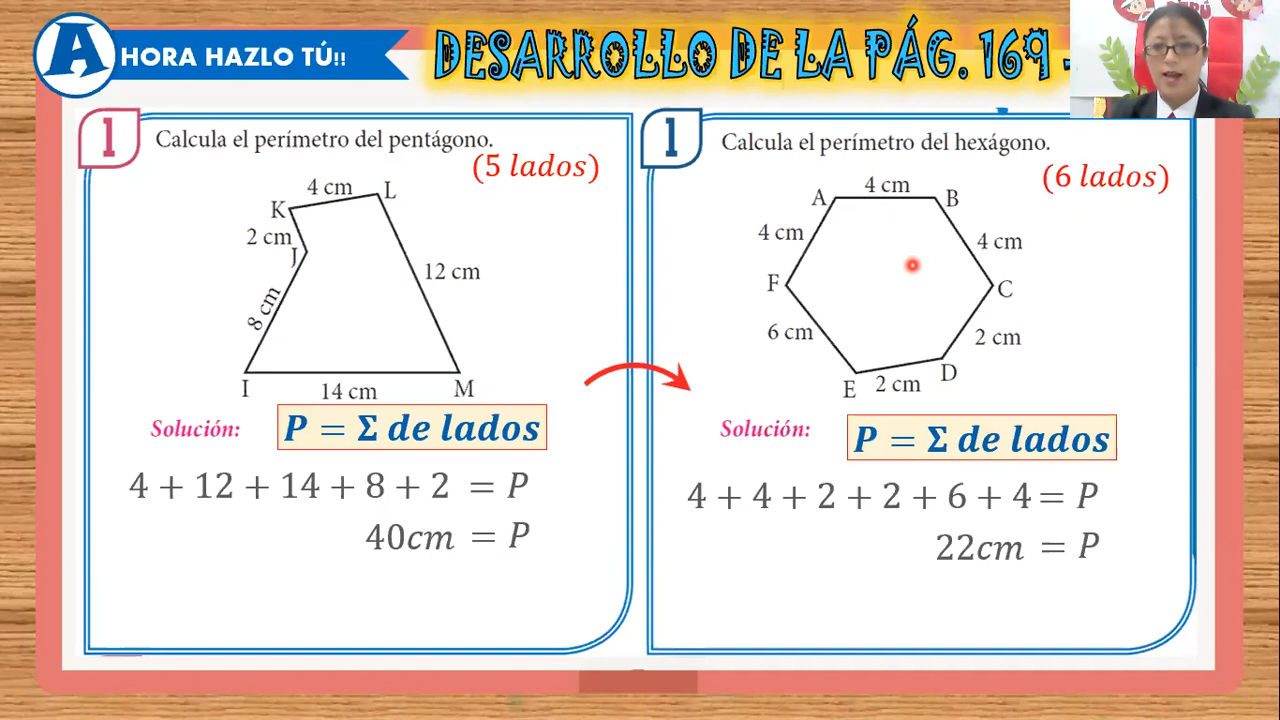 AHORA HAZLO TÚ!!
DESARROLLO DE LA PÁG. 169 -
1
Calcula el perímetro del pentágono.
(5 lados)
4 cm
K
L
2 cm
J
12 cm
8 cm
I
14 cm
M
Solución:
P = Σ de lados
4 + 12 + 14 + 8 + 2 = P
40cm = P
1
Calcula el perímetro del hexágono.
(6 lados)
4 cm
A
B
4 cm
4 cm
F
C
6 cm
2 cm
E
2 cm
D
Solución:
P = Σ de lados
4 + 4 + 2 + 2 + 6 + 4 = P
22cm = P